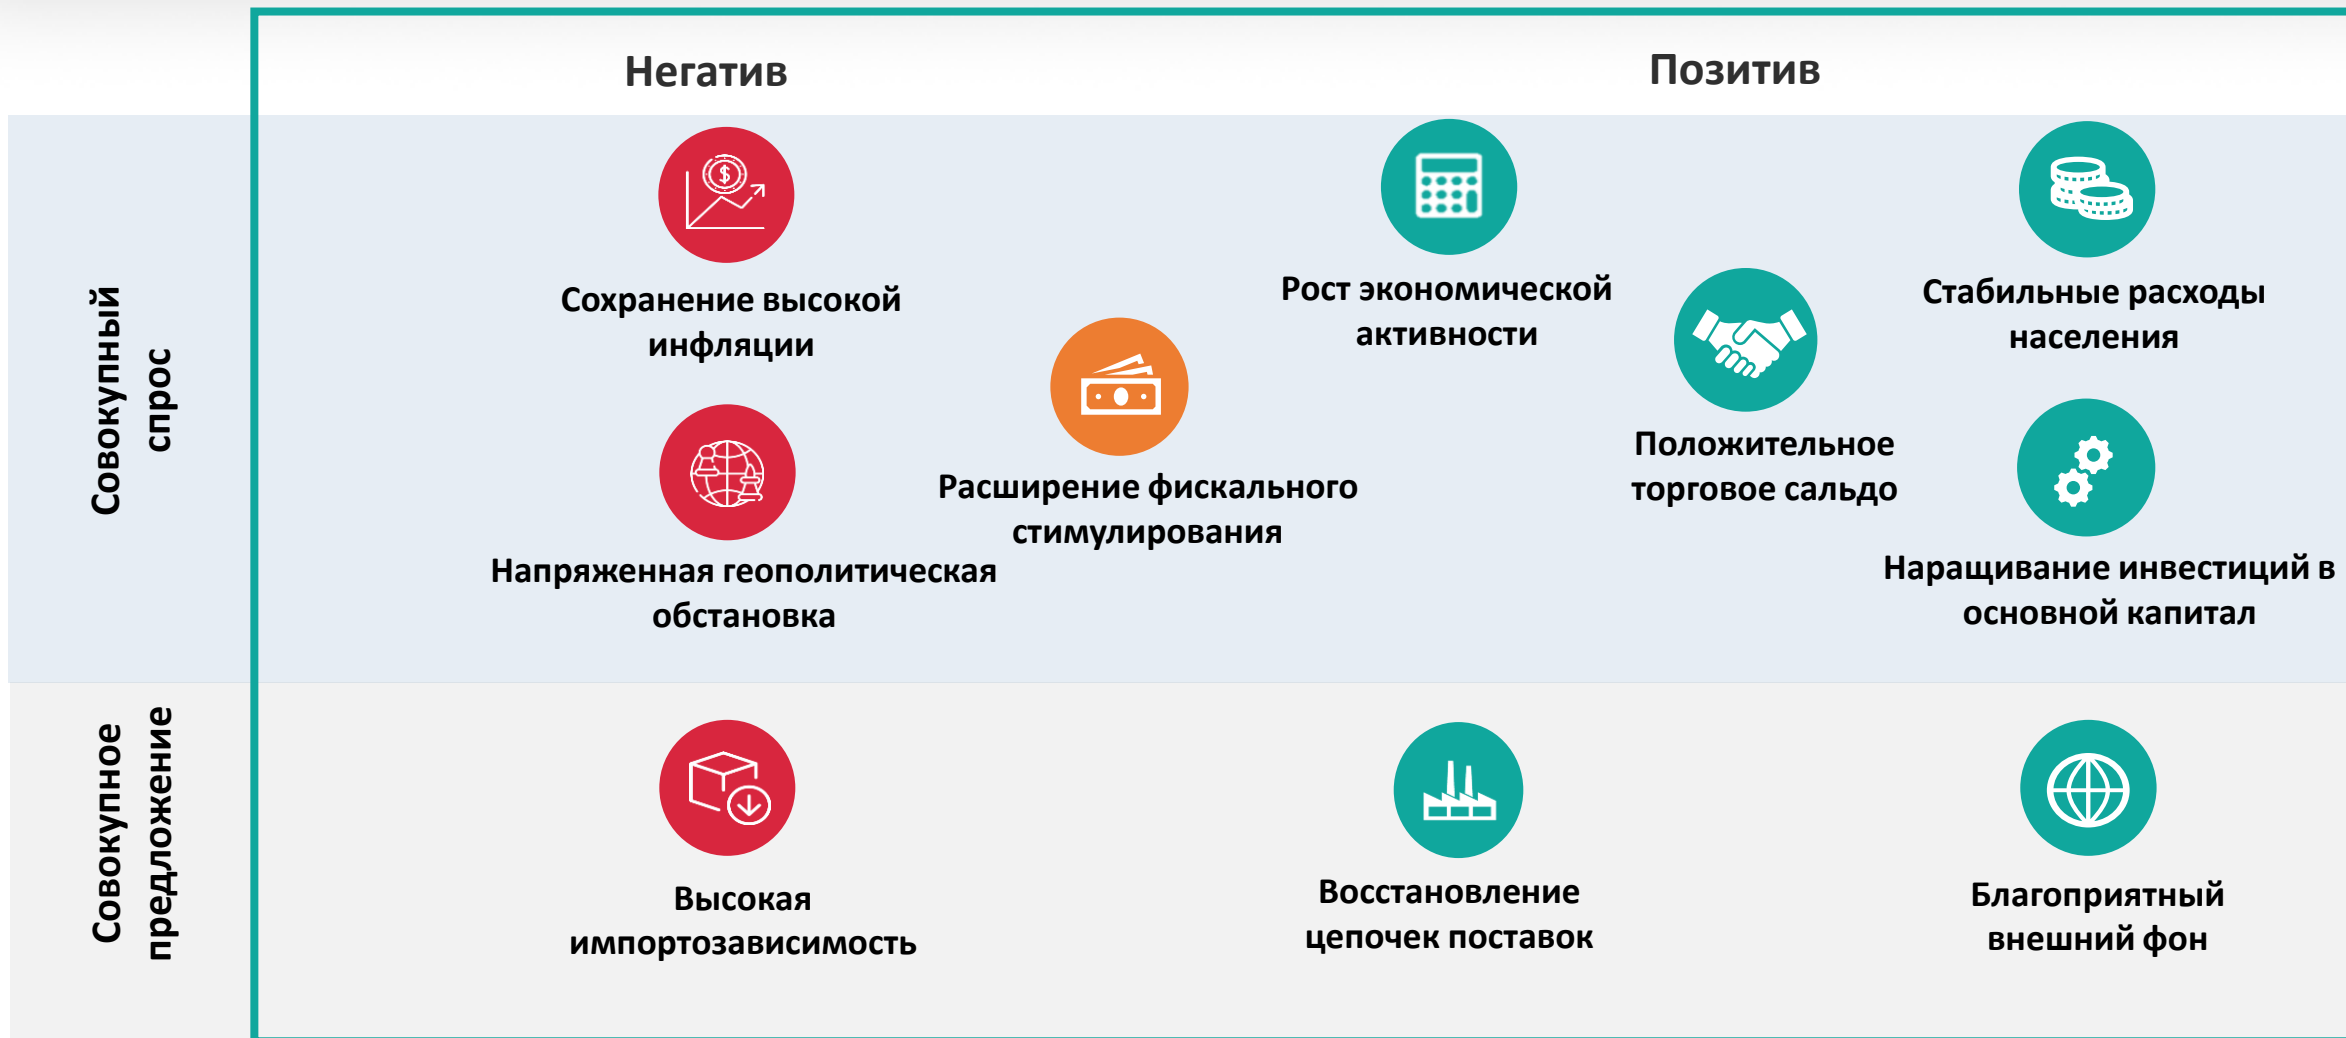 Негатив
Позитив
Совокупный
спрос
Сохранение высокой
инфляции
Напряженная геополитическая
обстановка
Расширение фискального
стимулирования
Рост экономической
активности
Положительное
торговое сальдо
Стабильные расходы
населения
Наращивание инвестиций в
основной капитал
Совокупное
предложение
Высокая
импортозависимость
Восстановление
цепочек поставок
Благоприятный
внешний фон